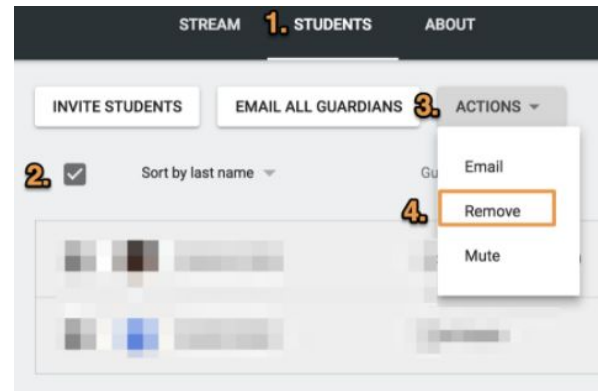 STREAM 1. STUDENTS ABOUT
INVITE STUDENTS EMAIL ALL GUARDIANS 3. ACTIONS
2. Sort by last name Gu
Email
4. Remove
Mute